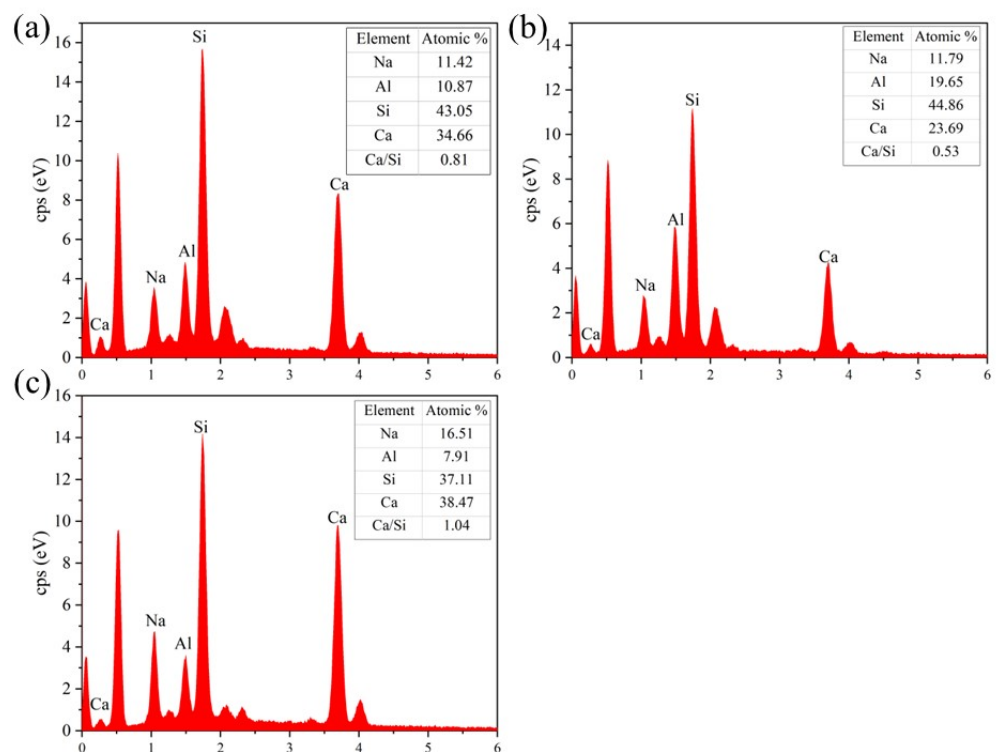 (a)
16
14
12
10
8
6
4
2
0
cps (eV)
Si
Ca
Na
Al
Ca
Element Atomic %
Na 11.42
Al 10.87
Si 43.05
Ca 34.66
Ca/Si 0.81
0 1 2 3 4 5 6
(b)
14
12
10
8
6
4
2
0
cps (eV)
Si
Al
Na
Ca
Ca
Element Atomic %
Na 11.79
Al 19.65
Si 44.86
Ca 23.69
Ca/Si 0.53
0 1 2 3 4 5 6
(c)
16
14
12
10
8
6
4
2
0
cps (eV)
Si
Ca
Na
Al
Ca
Element Atomic %
Na 16.51
Al 7.91
Si 37.11
Ca 38.47
Ca/Si 1.04
0 1 2 3 4 5 6